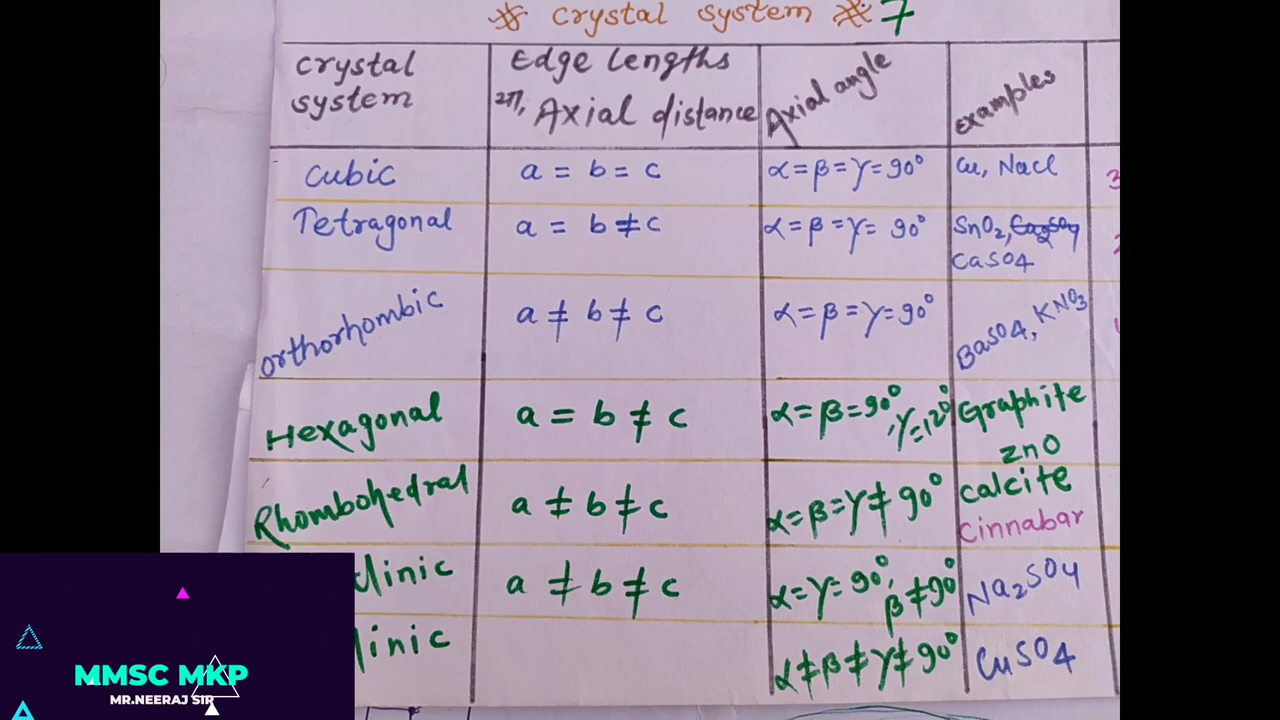 * crystal system * 7
crystal system
Edge lengths
या, Axial distance
Axial angle
examples
cubic
a = b = c
α = β = γ = 90°
Cu, Nacl
3
Tetragonal
a = b ≠ c
α = β = γ = 90°
SnO2,
CaSO4
orthorhombic
a ≠ b ≠ c
α = β = γ = 90°
BaSO4, KNO3
Hexagonal
a = b ≠ c
α = β = 90°, γ = 120°
Graphite
znO
Rhombohedral
a ≠ b ≠ c
α = β = γ ≠ 90°
calcite
cinnabar
clinic
a ≠ b ≠ c
α = γ = 90°, β ≠ 90°
Na2SO4
linic
α ≠ β ≠ γ ≠ 90°
CuSO4
MMSC MKP
MR.NEERAJ SIR